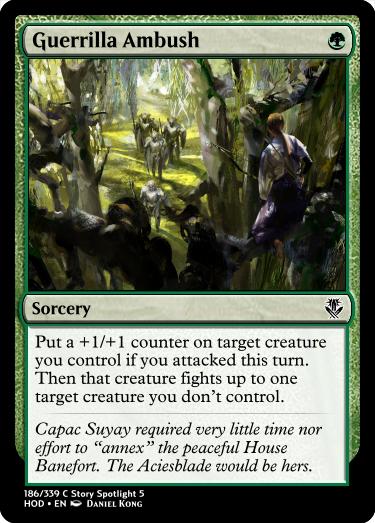 Guerrilla Ambush
Sorcery
Put a +1/+1 counter on target creature
you control if you attacked this turn.
Then that creature fights up to one
target creature you don't control.
Capac Suyay required very little time nor
effort to “annex” the peaceful House
Banefort. The Aciesblade would be hers.
186/339 C Story Spotlight 5
HOD • EN Daniel Kong